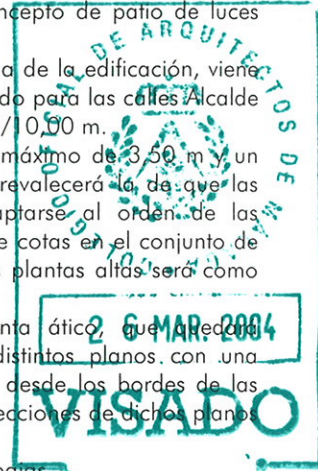 cepto de patio de luces
DE ARQUITECTOS DE MA
COLEGIO OFICIAL
a de la edificación, viene
do para las calles Alcalde
/10,00 m.
máximo de 3,50 m y un
revalecerá la de que las
aptarse al orden de las
e cotas en el conjunto de
plantas altas será como
nta ático, que quedará
26 MAR. 2004
distintos planos con una
desde los bordes de las
VISADO
ecciones de dichos planos